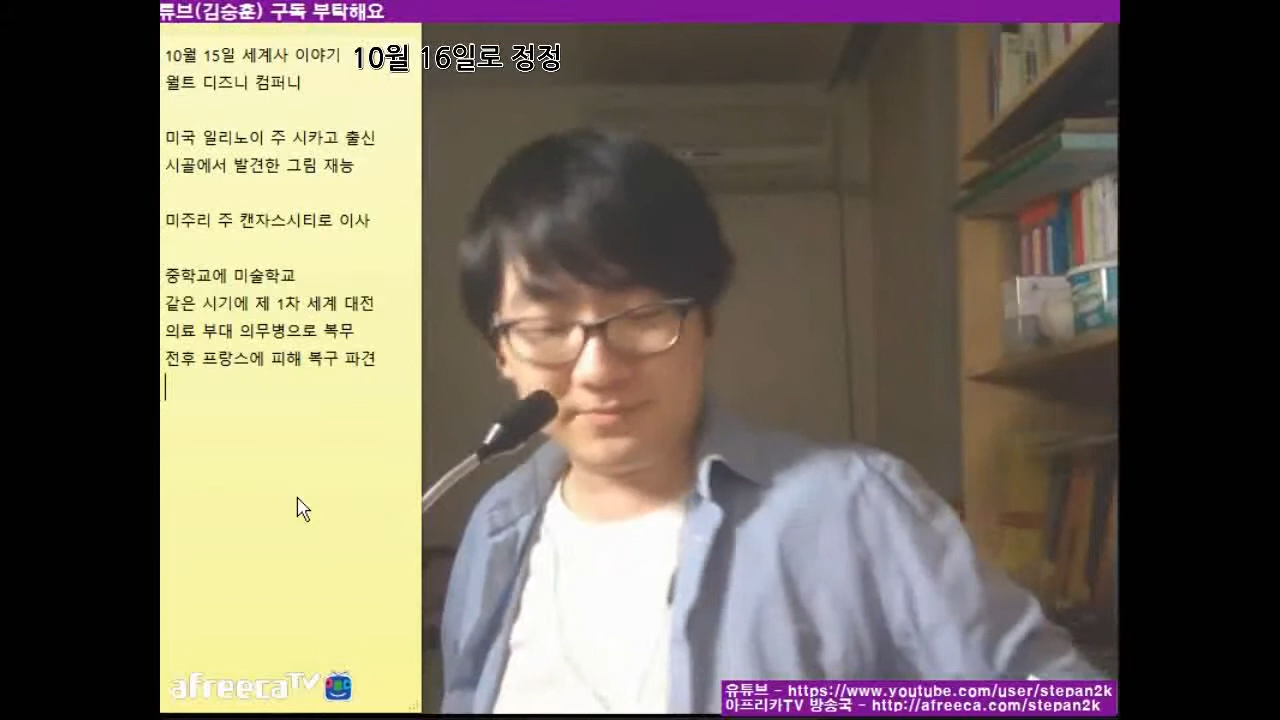 튜브(김승훈) 구독 부탁해요
10월 15일 세계사 이야기
10월 16일로 정정
월트 디즈니 컴퍼니
미국 일리노이 주 시카고 출신
시골에서 발견한 그림 재능
미주리 주 캔자스시티로 이사
중학교에 미술학교
같은 시기에 제 1차 세계 대전
의료 부대 의무병으로 복무
전후 프랑스에 피해 복구 파견
afreecaTV
유튜브 - https://www.youtube.com/user/stepan2k
아프리카TV 방송국 - http://afreeca.com/stepan2k